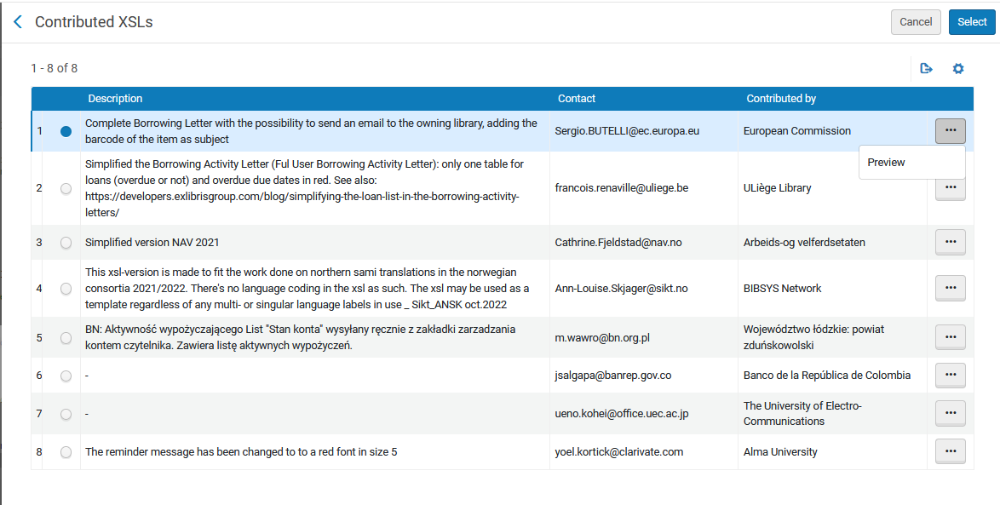 Contributed XSLs
Cancel
Select
1 - 8 of 8
Description
Contact
Contributed by
1
Complete Borrowing Letter with the possibility to send an email to the owning library, adding the
barcode of the item as subject
Sergio.BUTELLI@ec.europa.eu
European Commission
Preview
2
Simplified the Borrowing Activity Letter (Ful User Borrowing Activity Letter): only one table for
loans (overdue or not) and overdue due dates in red. See also:
https://developers.exlibrisgroup.com/blog/simplifying-the-loan-list-in-the-borrowing-activity-
letters/
francois.renaville@uliege.be
ULiège Library
3
Simplified version NAV 2021
Cathrine.Fjeldstad@nav.no
Arbeids-og velferdsetaten
4
This xsl-version is made to fit the work done on northern sami translations in the norwegian
consortia 2021/2022. There's no language coding in the xsl as such. The xsl may be used as a
template regardless of any multi- or singular language labels in use _ Sikt_ANSK oct.2022
Ann-Louise.Skjager@sikt.no
BIBSYS Network
5
BN: Aktywność wypożyczającego List "Stan konta" wysyłany ręcznie z zakładki zarzadzania
kontem czytelnika. Zawiera listę aktywnych wypożyczeń.
m.wawro@bn.org.pl
Województwo łódzkie: powiat
zduńskowolski
6
-
jsalgapa@banrep.gov.co
Banco de la República de Colombia
7
-
ueno.kohei@office.uec.ac.jp
The University of Electro-
Communications
8
The reminder message has been changed to to a red font in size 5
yoel.kortick@clarivate.com
Alma University